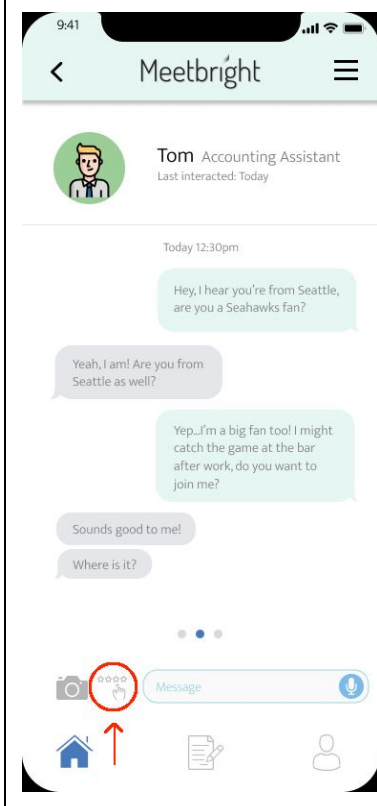 9:41
Meetbright
Tom Accounting Assistant
Last interacted: Today
Today 12:30pm
Hey, I hear you're from Seattle,
are you a Seahawks fan?
Yeah, I am! Are you from
Seattle as well?
Yep...I'm a big fan too! I might
catch the game at the bar
after work, do you want to
join me?
Sounds good to me!
Where is it?
Message